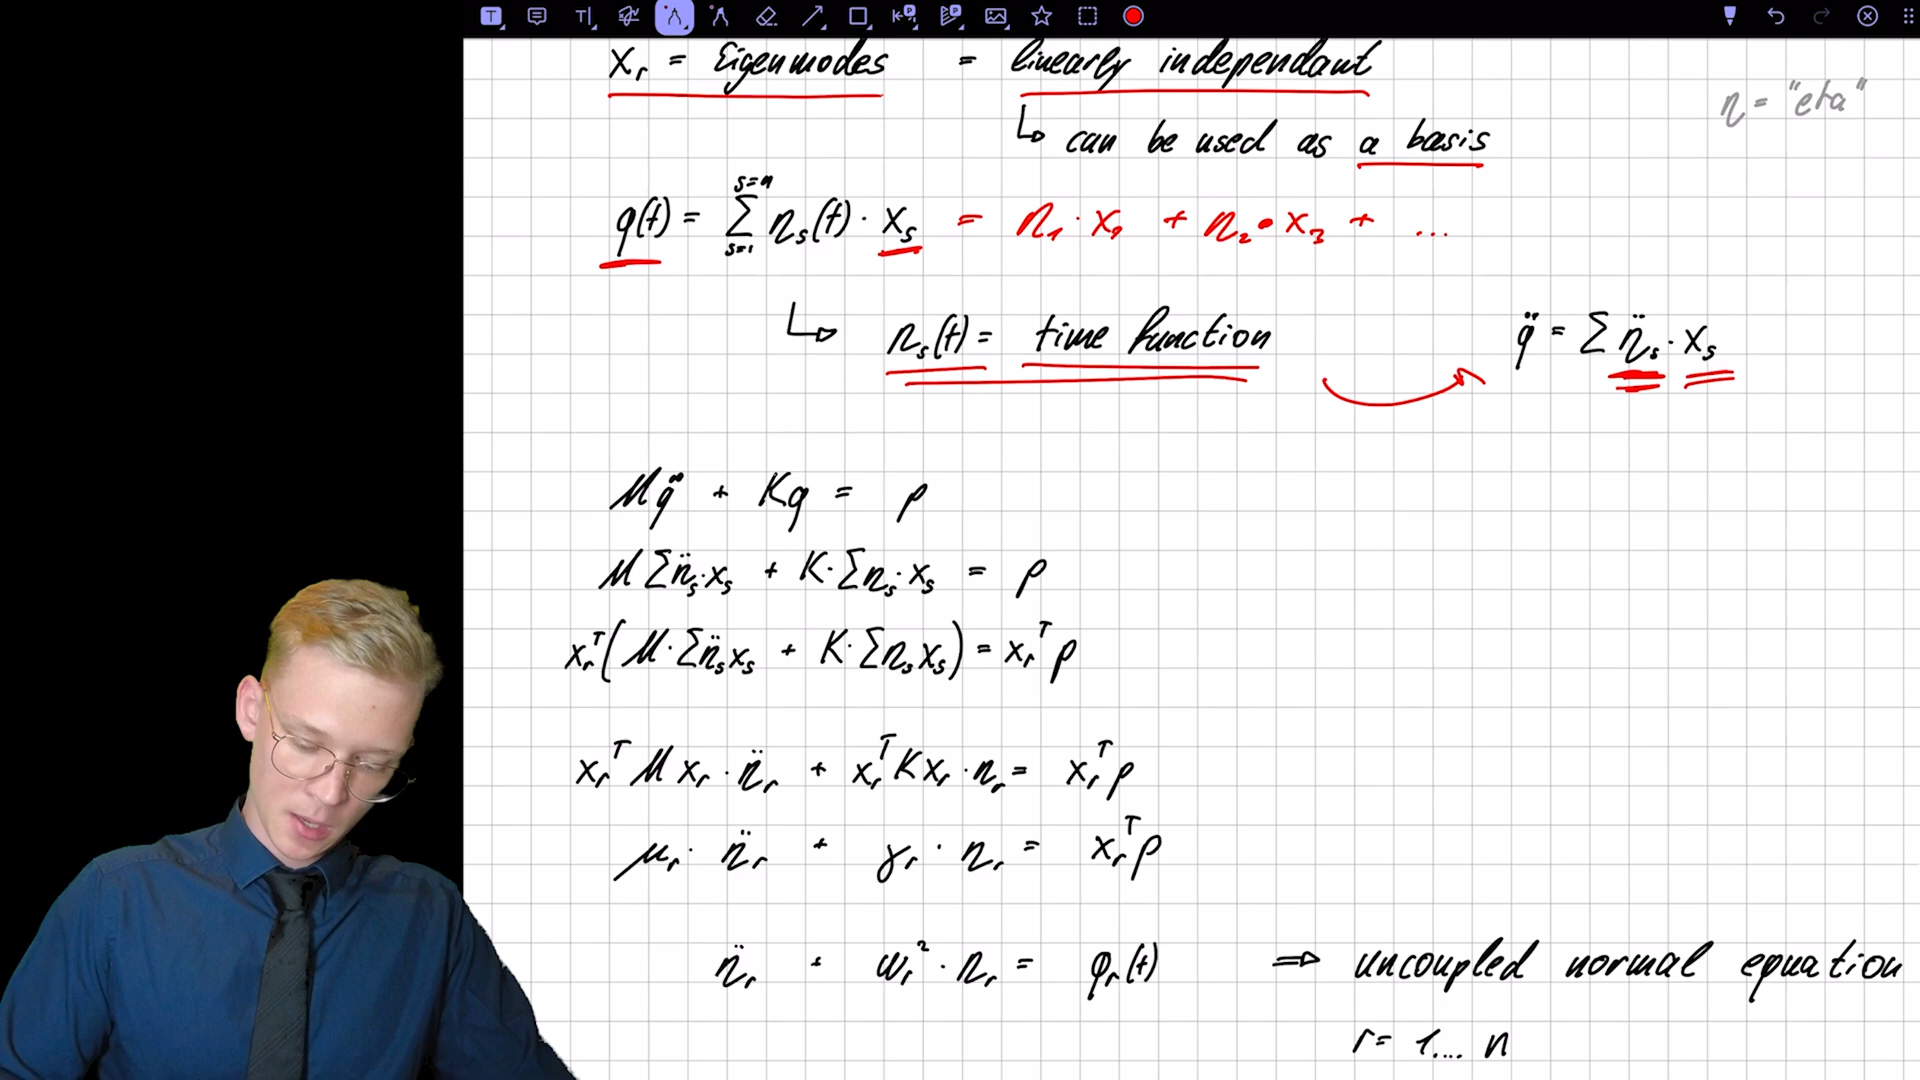 x_r = Eigenmodes = linearly independant
η = "eta"
↳ can be used as a basis
q(t) = Σ_{s=1}^{s=n} η_s(t) · x_s = η_1 · x_1 + η_2 · x_3 + ...
↳ η_s(t) = time function
q̈ = Σ η̈_s · x_s
Mq̈ + Kq = p
M Σ η̈_s · x_s + K · Σ η_s · x_s = p
x_r^T (M · Σ η̈_s x_s + K · Σ η_s x_s) = x_r^T p
x_r^T M x_r · η̈_r + x_r^T K x_r · η_r = x_r^T p
μ_r · η̈_r + γ_r · η_r = x_r^T p
η̈_r + ω_r^2 · η_r = φ_r(t) ⇒ uncoupled normal equation
r = 1.... n